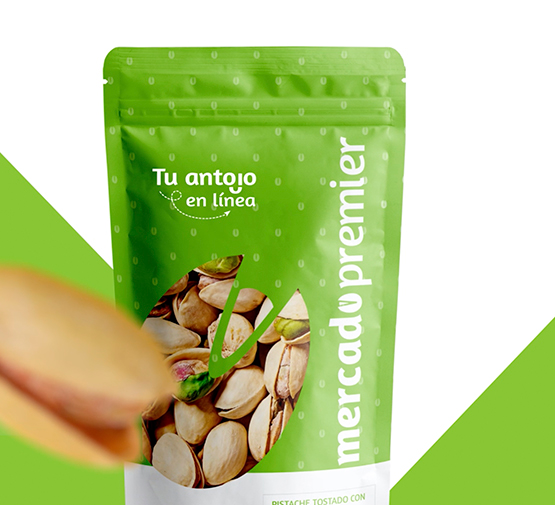 Tu antojo
en línea
mercado premier
PISTACHE TOSTADO CON